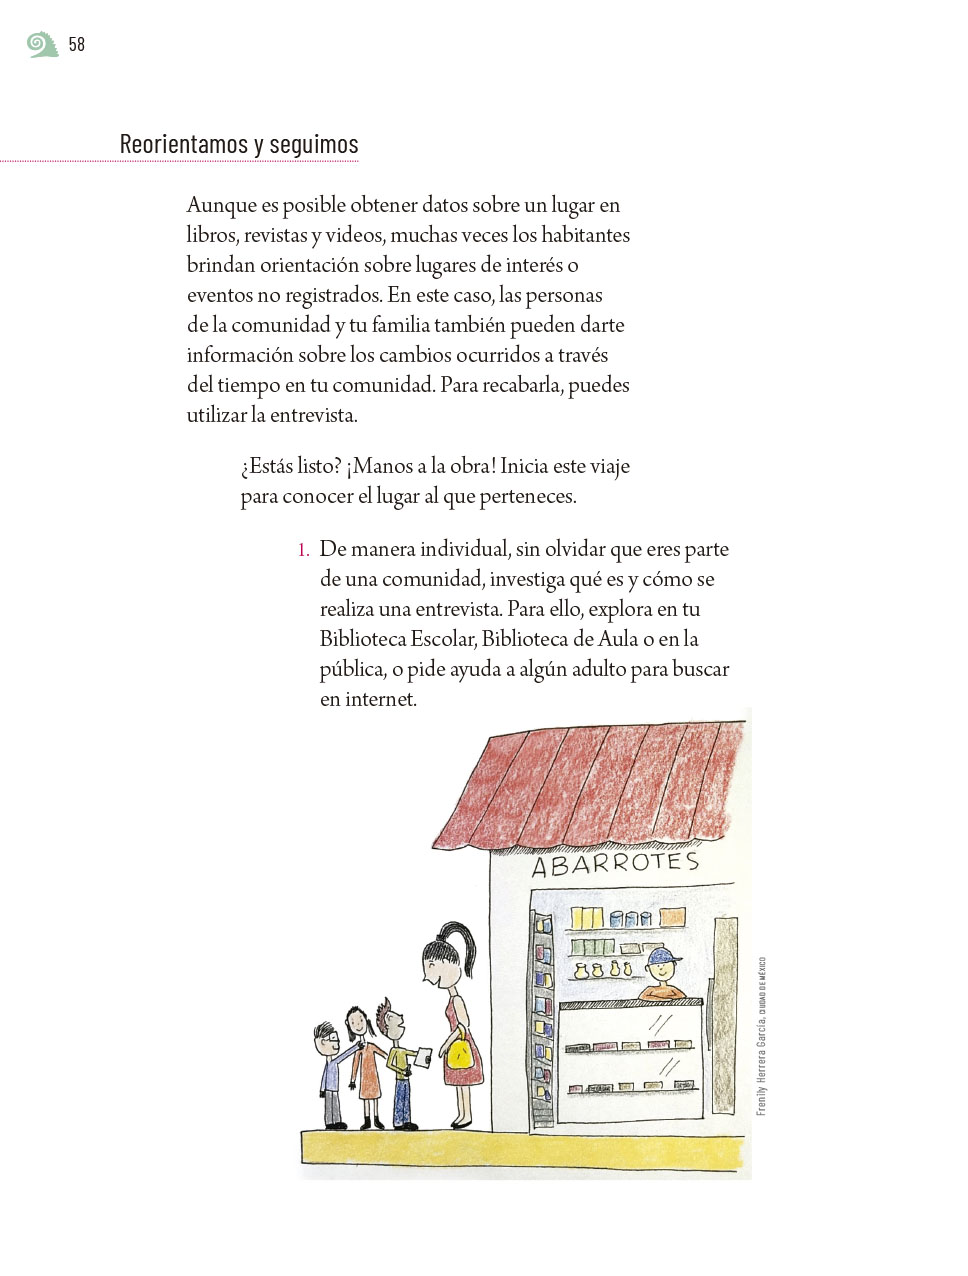 58
Reorientamos y seguimos
Aunque es posible obtener datos sobre un lugar en
libros, revistas y videos, muchas veces los habitantes
brindan orientación sobre lugares de interés o
eventos no registrados. En este caso, las personas
de la comunidad y tu familia también pueden darte
información sobre los cambios ocurridos a través
del tiempo en tu comunidad. Para recabarla, puedes
utilizar la entrevista.
¿Estás listo? ¡Manos a la obra! Inicia este viaje
para conocer el lugar al que perteneces.
1. De manera individual, sin olvidar que eres parte
de una comunidad, investiga qué es y cómo se
realiza una entrevista. Para ello, explora en tu
Biblioteca Escolar, Biblioteca de Aula o en la
pública, o pide ayuda a algún adulto para buscar
en internet.
ABARROTES
Frenily Herrera García, CIUDAD DE MÉXICO